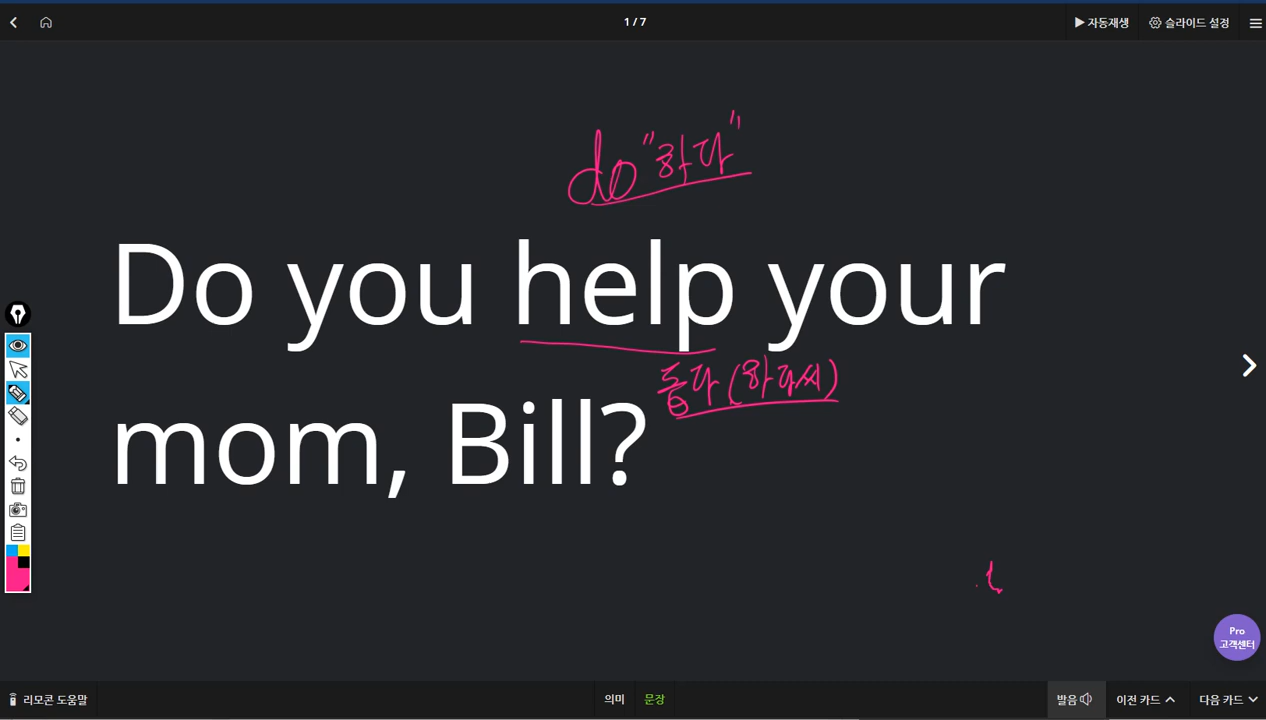 1 / 7
자동재생
슬라이드 설정
do "하다"
Do you help your
돕다 (하다씨)
mom, Bill?
Pro
고객센터
리모콘 도움말
의미
문장
발음
이전 카드
다음 카드